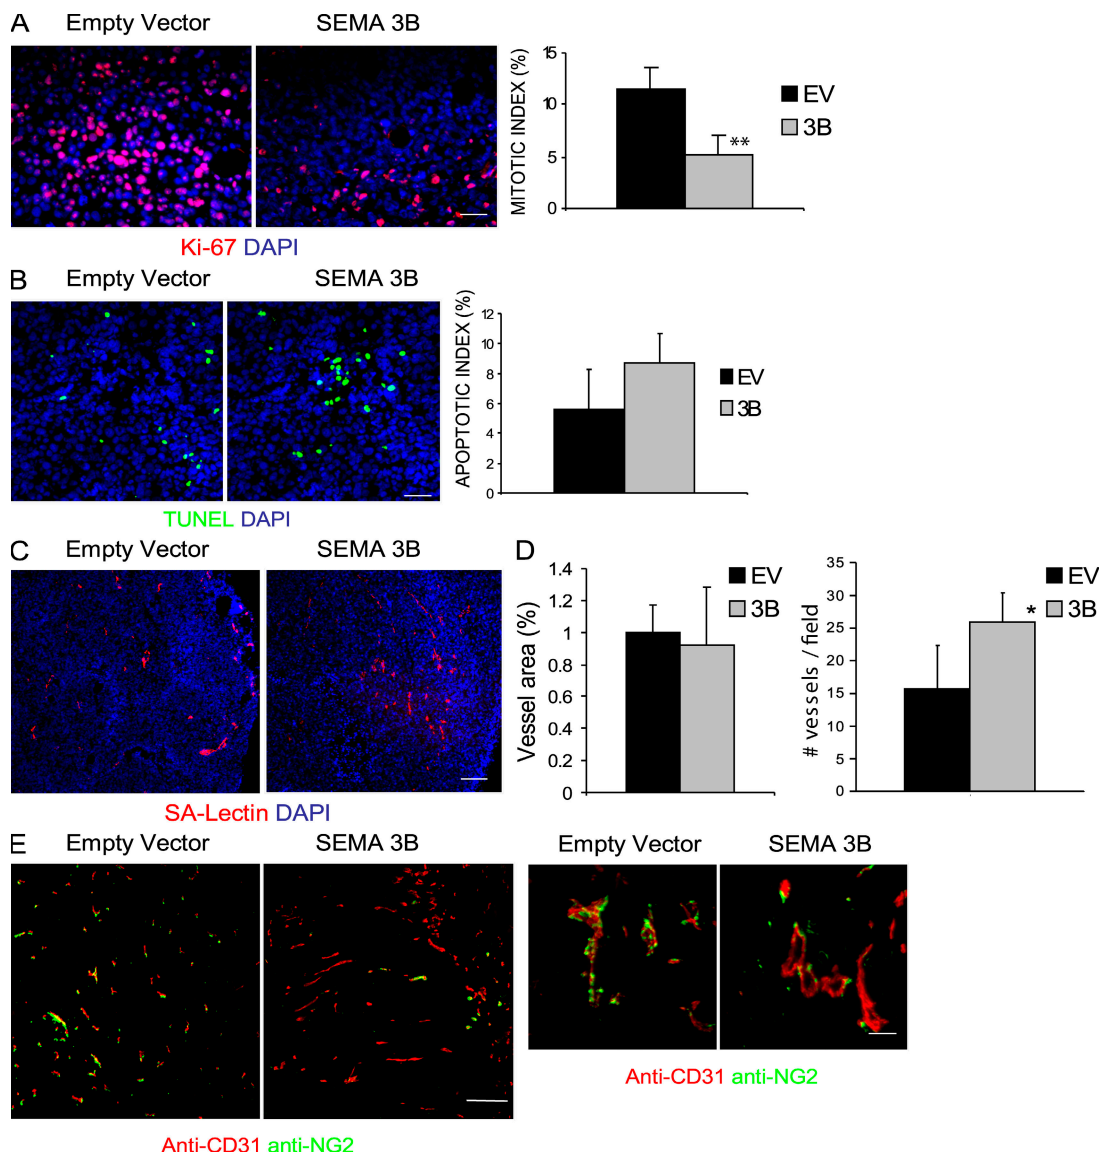 A
Empty Vector
SEMA 3B
Ki-67 DAPI
MITOTIC INDEX (%)
15
10
5
0
**
EV
3B
B
Empty Vector
SEMA 3B
TUNEL DAPI
APOPTOTIC INDEX (%)
12
10
8
6
4
2
0
EV
3B
C
Empty Vector
SEMA 3B
SA-Lectin DAPI
D
Vessel area (%)
1.4
1.2
1
0.8
0.6
0.4
0.2
0
EV
3B
# vessels / field
35
30
25
20
15
10
5
0
*
EV
3B
E
Empty Vector
SEMA 3B
Anti-CD31 anti-NG2
Empty Vector
SEMA 3B
Anti-CD31 anti-NG2